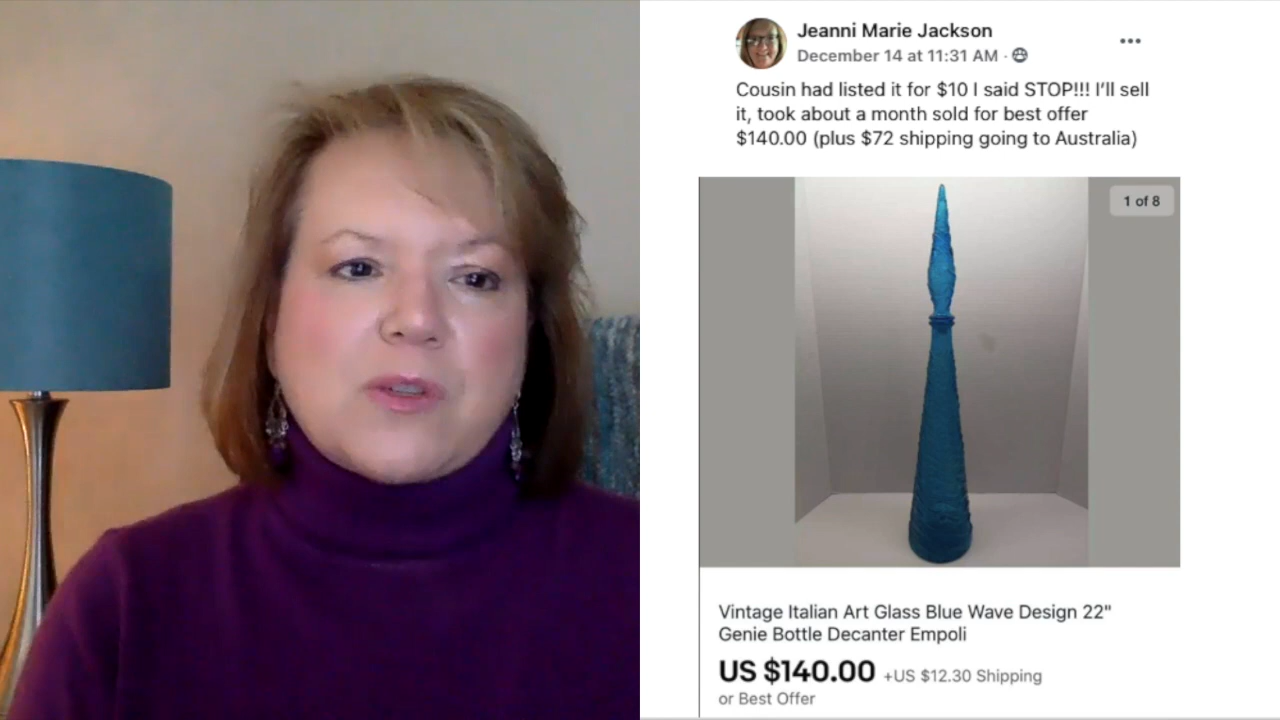 Jeanni Marie Jackson
December 14 at 11:31 AM ·
Cousin had listed it for $10 I said STOP!!! I'll sell
it, took about a month sold for best offer
$140.00 (plus $72 shipping going to Australia)
1 of 8
Vintage Italian Art Glass Blue Wave Design 22"
Genie Bottle Decanter Empoli
US $140.00 +US $12.30 Shipping
or Best Offer